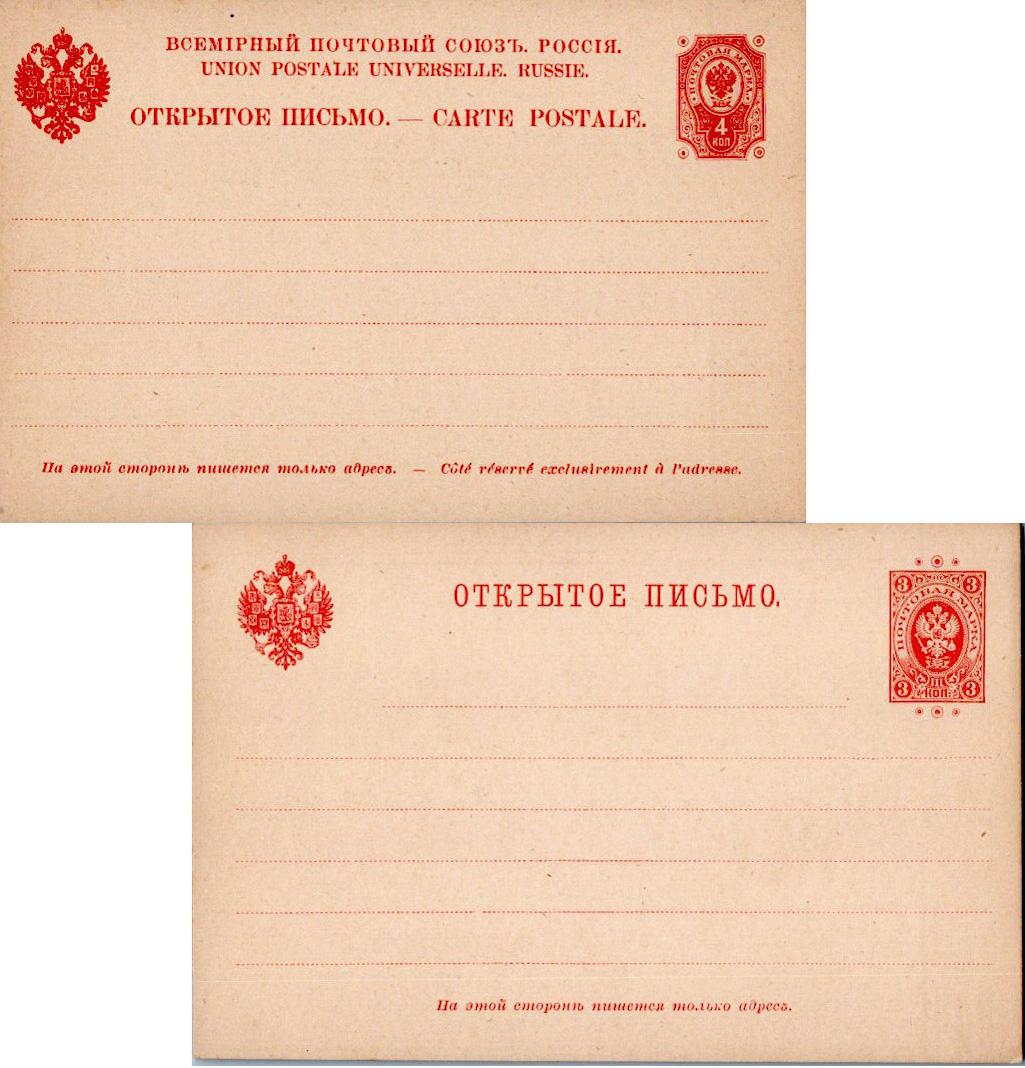 ВСЕМІРНЫЙ ПОЧТОВЫЙ СОЮЗЪ. РОССІЯ.
UNION POSTALE UNIVERSELLE. RUSSIE.
ОТКРЫТОЕ ПИСЬМО. — CARTE POSTALE.
ПОЧТОВАЯ МАРКА
4
КОП
На этой сторонѣ пишется только адресъ. — Côté réservé exclusivement à l'adresse.
ОТКРЫТОЕ ПИСЬМО.
3 3
ПОЧТОВАЯ МАРКА
3 КОП. 3
На этой сторонѣ пишется только адресъ.